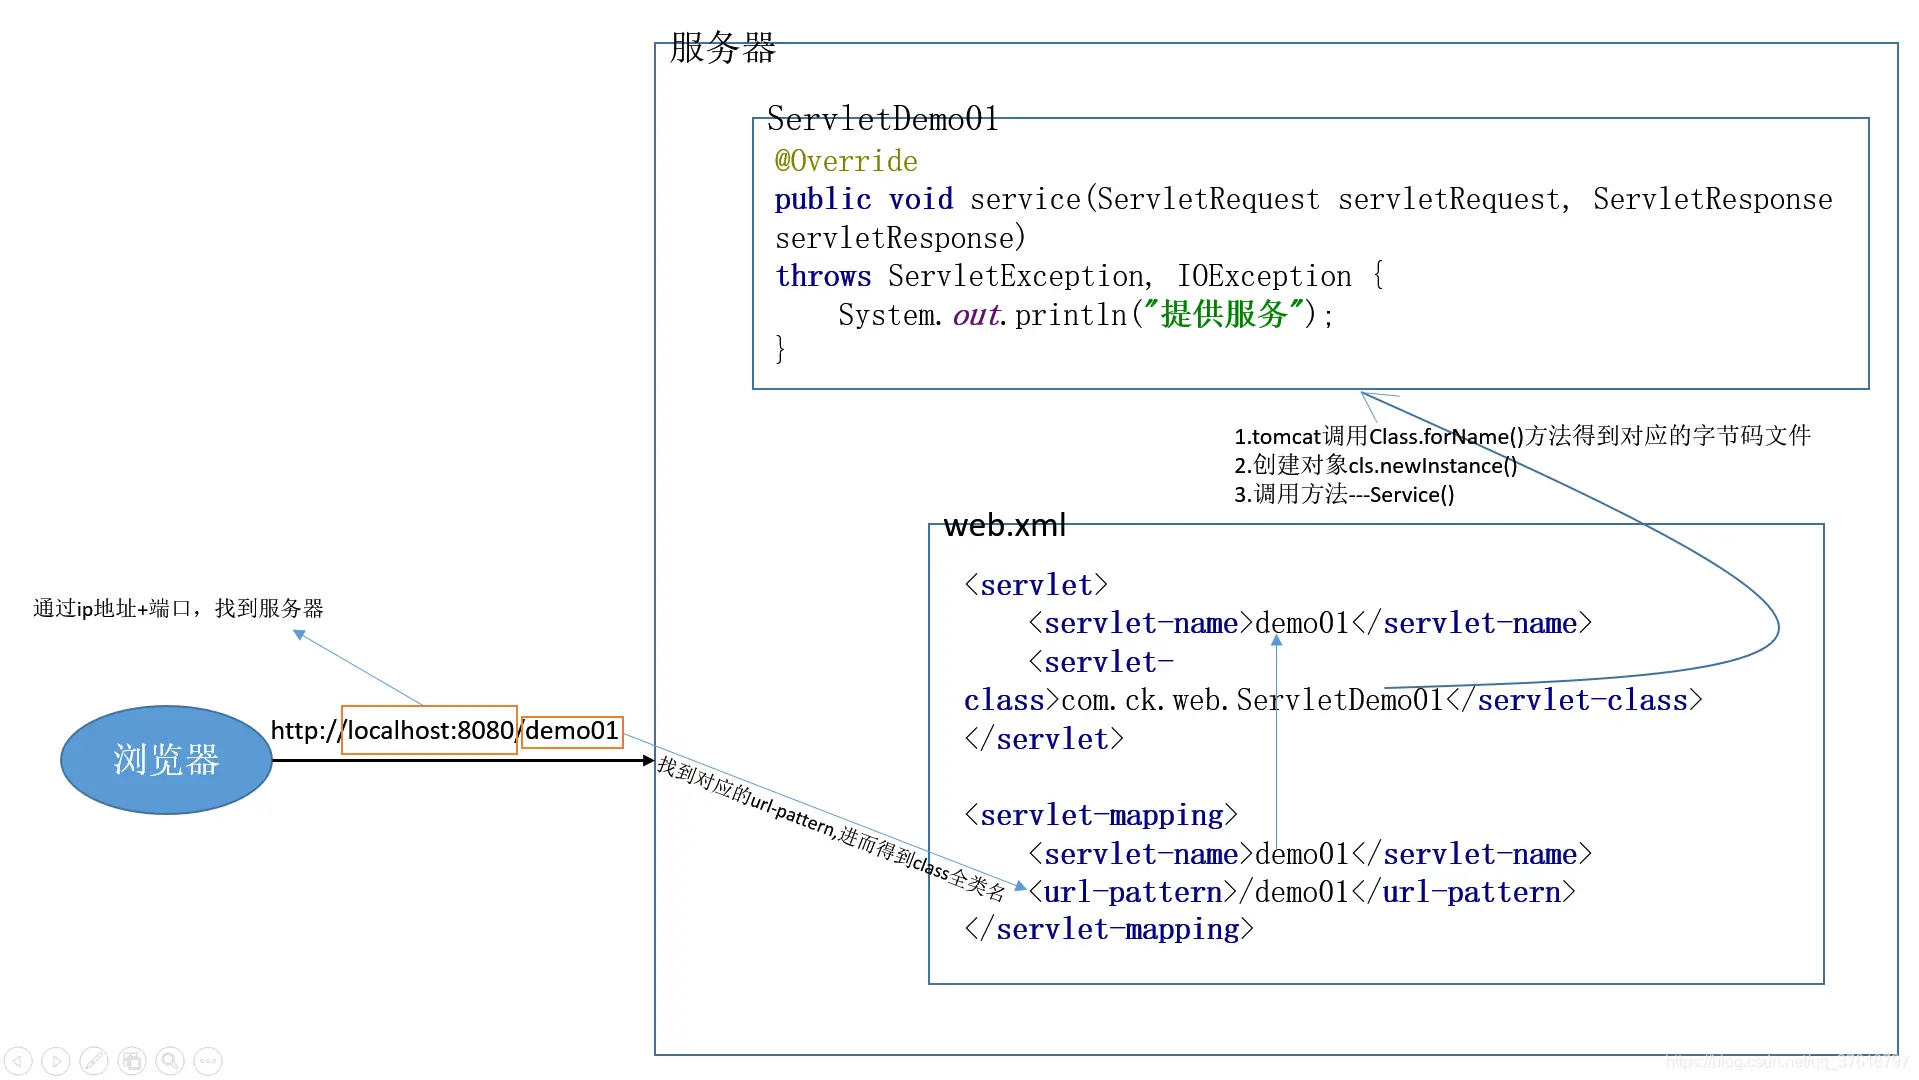 服务器
ServletDemo01
@Override
public void service(ServletRequest servletRequest, ServletResponse
servletResponse)
throws ServletException, IOException {
System.out.println("提供服务");
}
1.tomcat调用Class.forName()方法得到对应的字节码文件
2.创建对象cls.newInstance()
3.调用方法---Service()
web.xml
<servlet>
<servlet-name>demo01</servlet-name>
<servlet-
class>com.ck.web.ServletDemo01</servlet-class>
</servlet>
<servlet-mapping>
<servlet-name>demo01</servlet-name>
<url-pattern>/demo01</url-pattern>
</servlet-mapping>
通过ip地址+端口，找到服务器
浏览器
http://localhost:8080/demo01
找到对应的url-pattern,进而得到class全类名
https://blog.csdn.net/qq_37618797